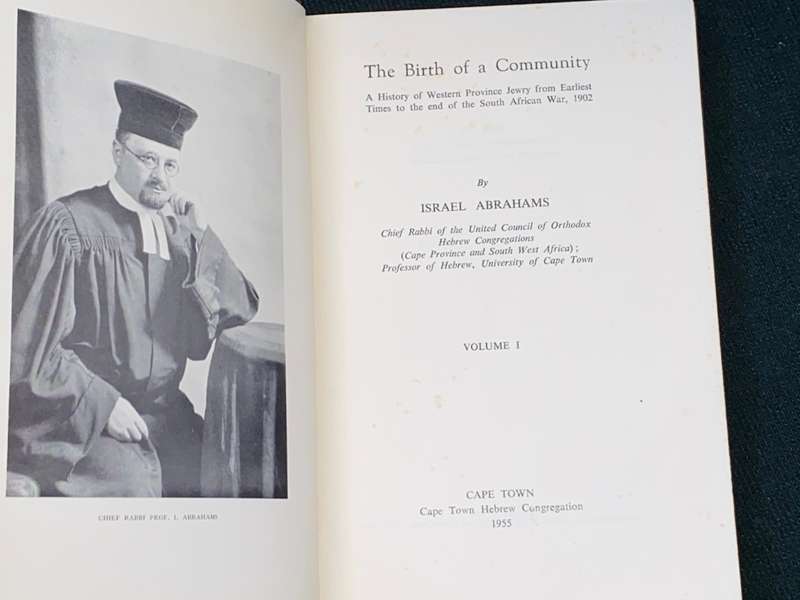 CHIEF RABBI PROF. I. ABRAHAMS
The Birth of a Community
A History of Western Province Jewry from Earliest
Times to the end of the South African War, 1902
By
ISRAEL ABRAHAMS
Chief Rabbi of the United Council of Orthodox
Hebrew Congregations
(Cape Province and South West Africa);
Professor of Hebrew, University of Cape Town
VOLUME I
CAPE TOWN
Cape Town Hebrew Congregation
1955